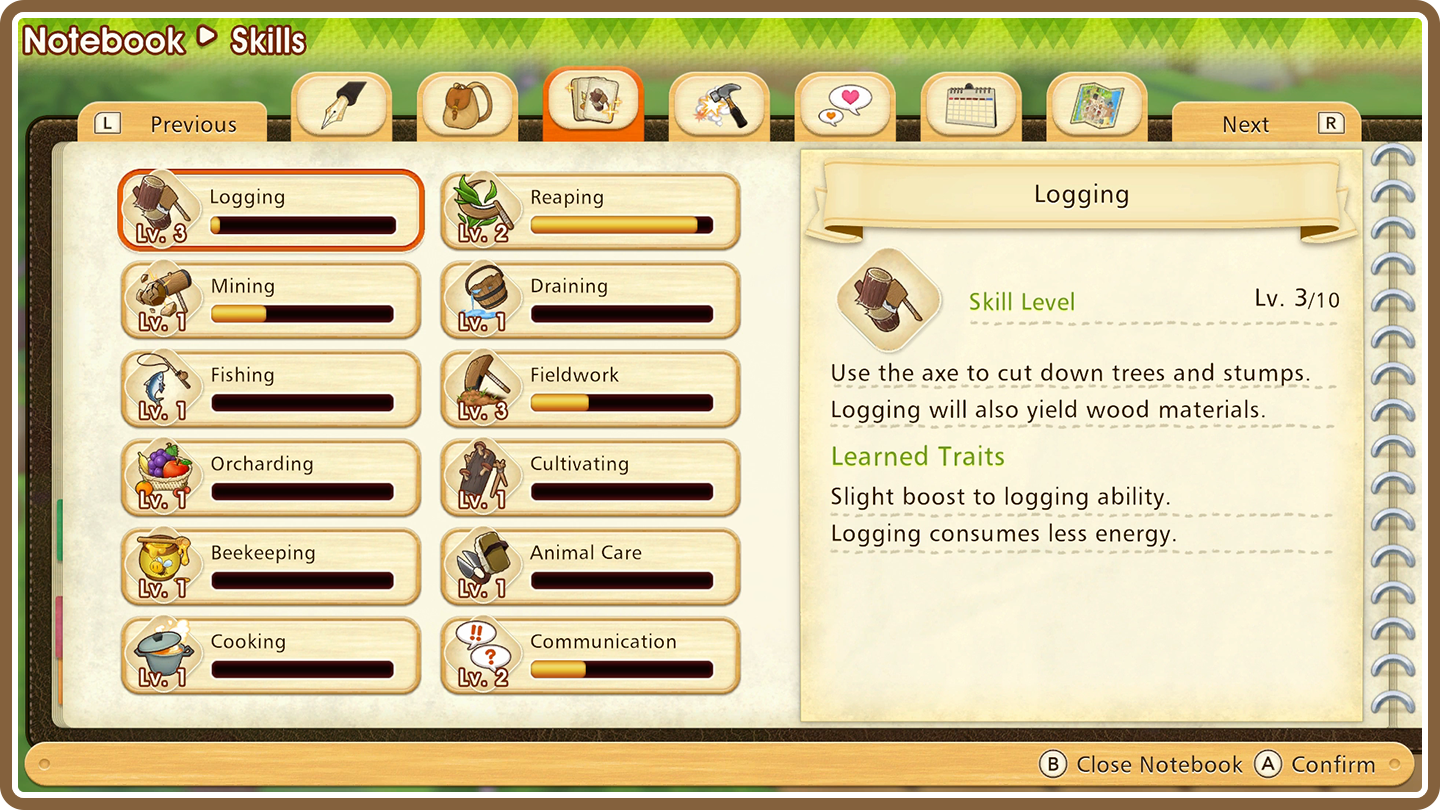 Notebook ▶ Skills
L Previous
Next R
Logging
Lv. 3
Reaping
Lv. 2
Mining
Lv. 1
Draining
Lv. 1
Fishing
Lv. 1
Fieldwork
Lv. 3
Orcharding
Lv. 1
Cultivating
Lv. 1
Beekeeping
Lv. 1
Animal Care
Lv. 1
Cooking
Lv. 1
!!
?
Communication
Lv. 2
Logging
Skill Level Lv. 3/10
Use the axe to cut down trees and stumps.
Logging will also yield wood materials.
Learned Traits
Slight boost to logging ability.
Logging consumes less energy.
B Close Notebook A Confirm